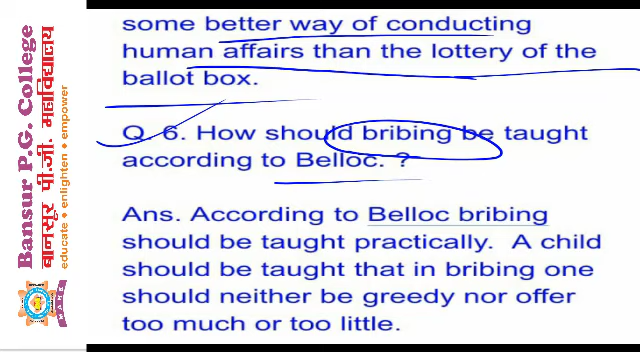 Bansur P.G. College
बानसूर पी.जी. महाविद्यालय
educate • enlighten • empower
some better way of conducting
human affairs than the lottery of the
ballot box.
Q. 6. How should bribing be taught
according to Belloc. ?
Ans. According to Belloc bribing
should be taught practically. A child
should be taught that in bribing one
should neither be greedy nor offer
too much or too little.